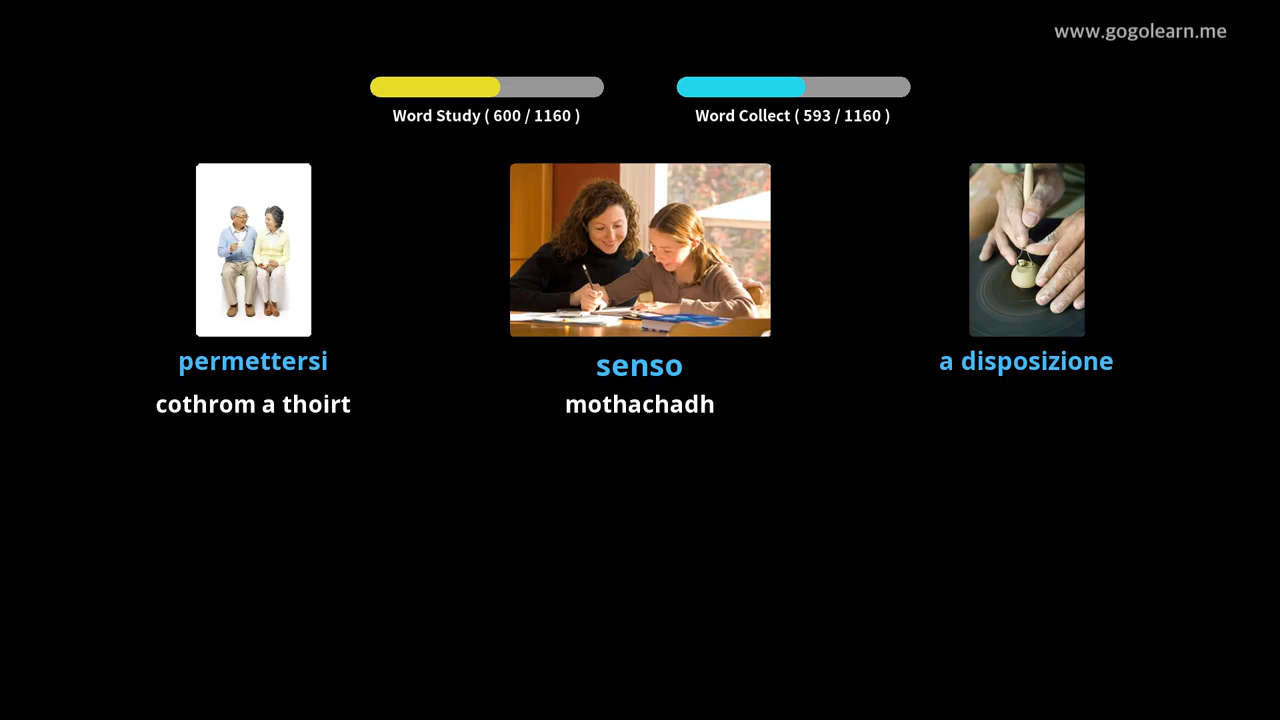 www.gogolearn.me
Word Study ( 600 / 1160 )
Word Collect ( 593 / 1160 )
permettersi
senso
a disposizione
cothrom a thoirt
mothachadh